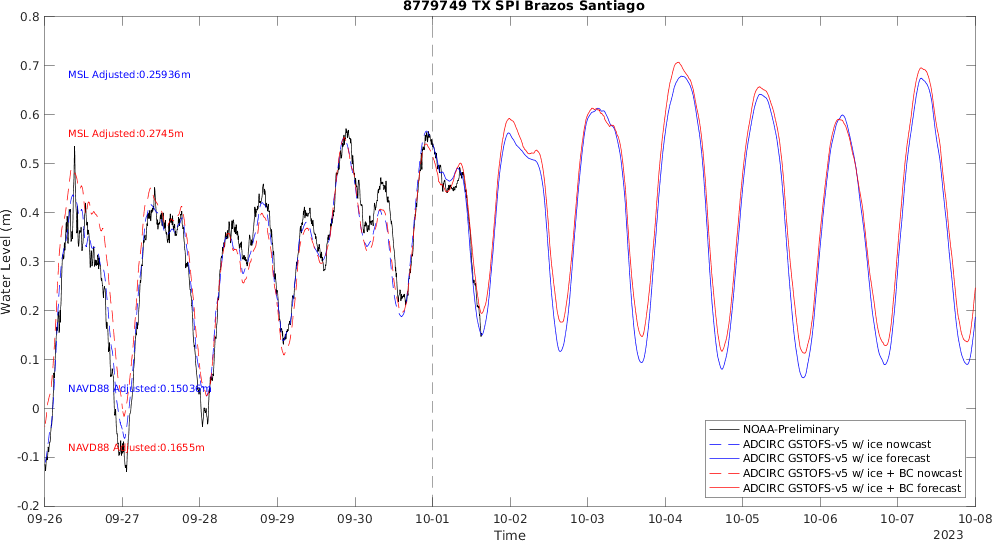 8779749 TX SPI Brazos Santiago
0.8
0.7
0.6
0.5
0.4
0.3
0.2
0.1
0
-0.1
-0.2
Water Level (m)
MSL Adjusted:0.25936m
MSL Adjusted:0.2745m
NAVD88 Adjusted:0.15036m
NAVD88 Adjusted:0.1655m
NOAA-Preliminary
ADCIRC GSTOFS-v5 w/ ice nowcast
ADCIRC GSTOFS-v5 w/ ice forecast
ADCIRC GSTOFS-v5 w/ ice + BC nowcast
ADCIRC GSTOFS-v5 w/ ice + BC forecast
09-26 09-27 09-28 09-29 09-30 10-01 10-02 10-03 10-04 10-05 10-06 10-07 10-08
Time
2023